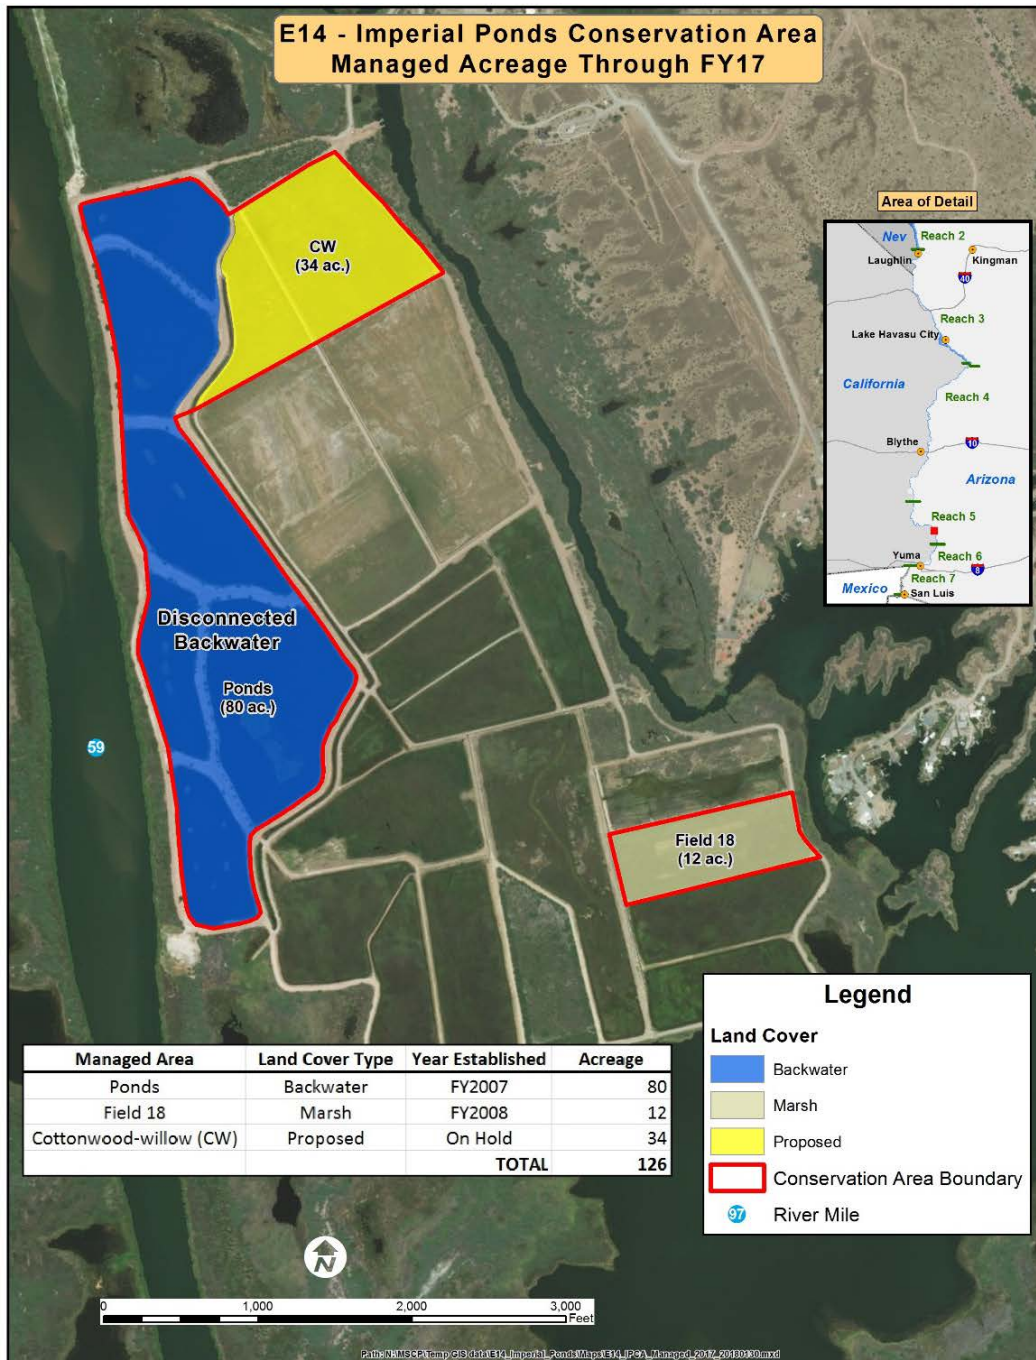 E14 - Imperial Ponds Conservation Area
Managed Acreage Through FY17
CW
(34 ac.)
Disconnected
Backwater
Ponds
(80 ac.)
59
Field 18
(12 ac.)
Area of Detail
Nev
Reach 2
Laughlin
Kingman
40
Reach 3
Lake Havasu City
California
Reach 4
Blythe
10
Arizona
Reach 5
Yuma
Reach 6
8
Reach 7
Mexico
San Luis
Legend
Land Cover
Backwater
Marsh
Proposed
Conservation Area Boundary
97 River Mile
Managed Area Land Cover Type Year Established Acreage
Ponds Backwater FY2007 80
Field 18 Marsh FY2008 12
Cottonwood-willow (CW) Proposed On Hold 34
TOTAL 126
N
0 1,000 2,000 3,000
Feet